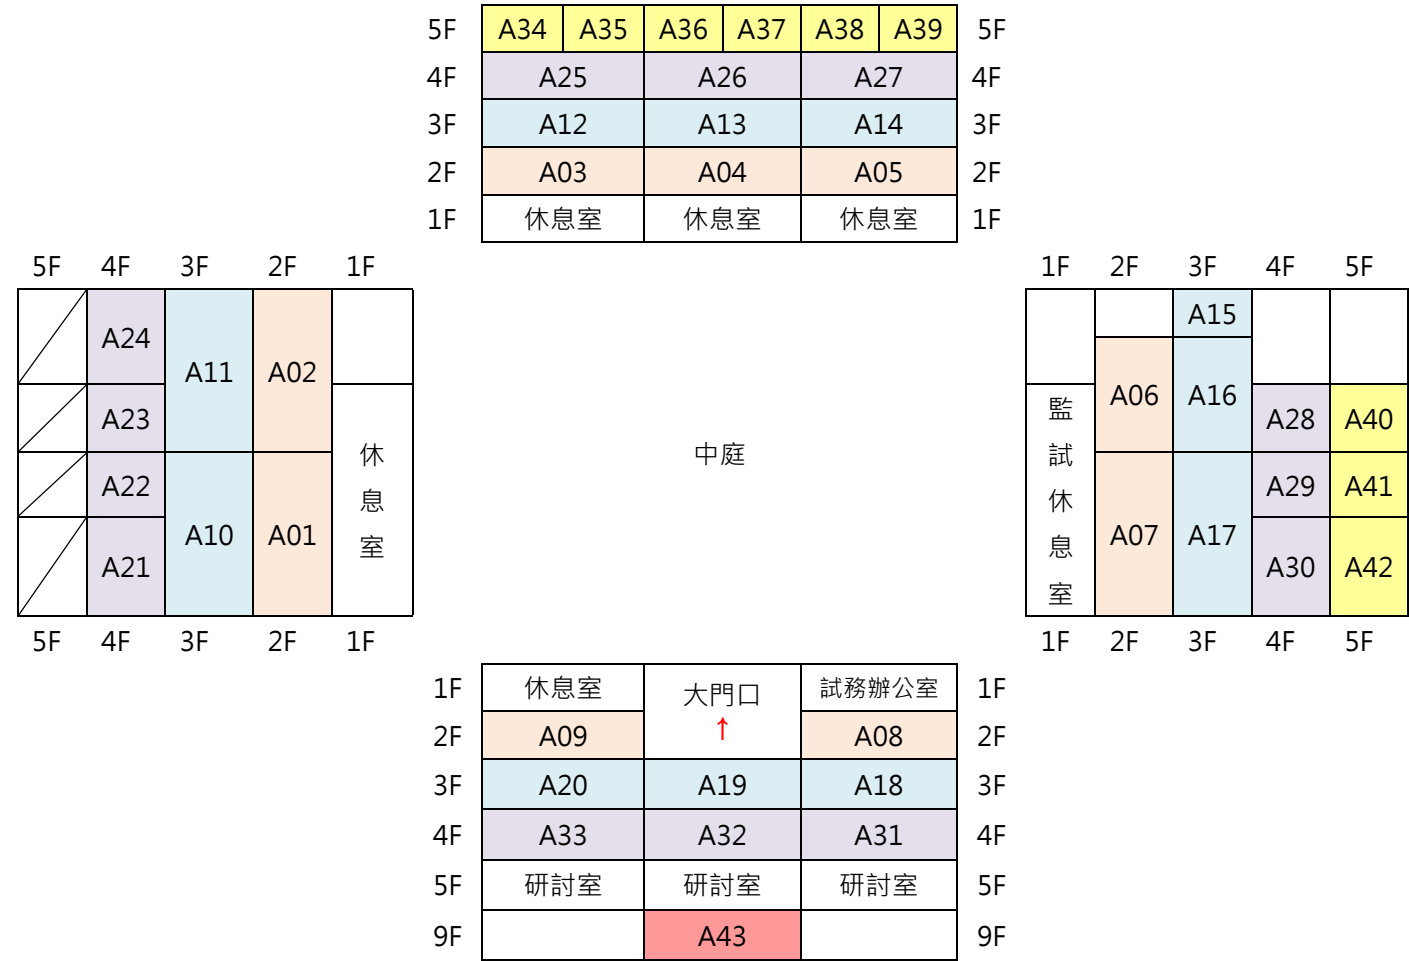 5F A34 A35 A36 A37 A38 A39 5F
4F A25 A26 A27 4F
3F A12 A13 A14 3F
2F A03 A04 A05 2F
1F 休息室 休息室 休息室 1F
5F 4F 3F 2F 1F
A24 A11 A02
A23
A22 A10 A01
A21
休
息
室
5F 4F 3F 2F 1F
中庭
1F 2F 3F 4F 5F
A15
A06 A16
A28 A40
A07 A17 A29 A41
A30 A42
監
試
休
息
室
1F 2F 3F 4F 5F
1F 休息室 大門口 試務辦公室 1F
↑
2F A09 A08 2F
3F A20 A19 A18 3F
4F A33 A32 A31 4F
5F 研討室 研討室 研討室 5F
9F A43 9F